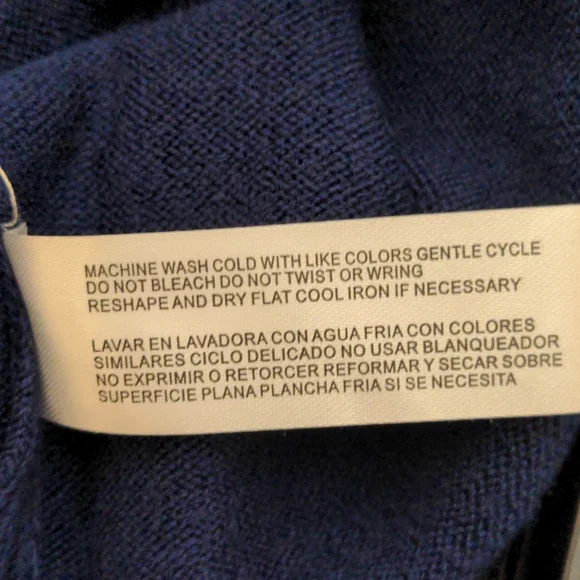 MACHINE WASH COLD WITH LIKE COLORS GENTLE CYCLE
DO NOT BLEACH DO NOT TWIST OR WRING
RESHAPE AND DRY FLAT COOL IRON IF NECESSARY
LAVAR EN LAVADORA CON AGUA FRIA CON COLORES
SIMILARES CICLO DELICADO NO USAR BLANQUEADOR
NO EXPRIMIR O RETORCER REFORMAR Y SECAR SOBRE
SUPERFICIE PLANA PLANCHA FRIA SI SE NECESITA